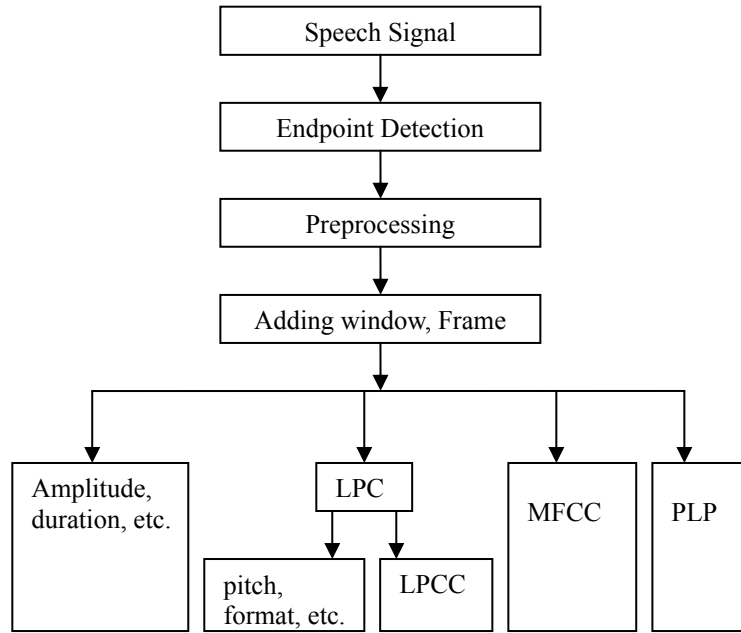 Speech Signal
Endpoint Detection
Preprocessing
Adding window, Frame
Amplitude,
duration, etc.
LPC
MFCC
PLP
pitch,
format, etc.
LPCC